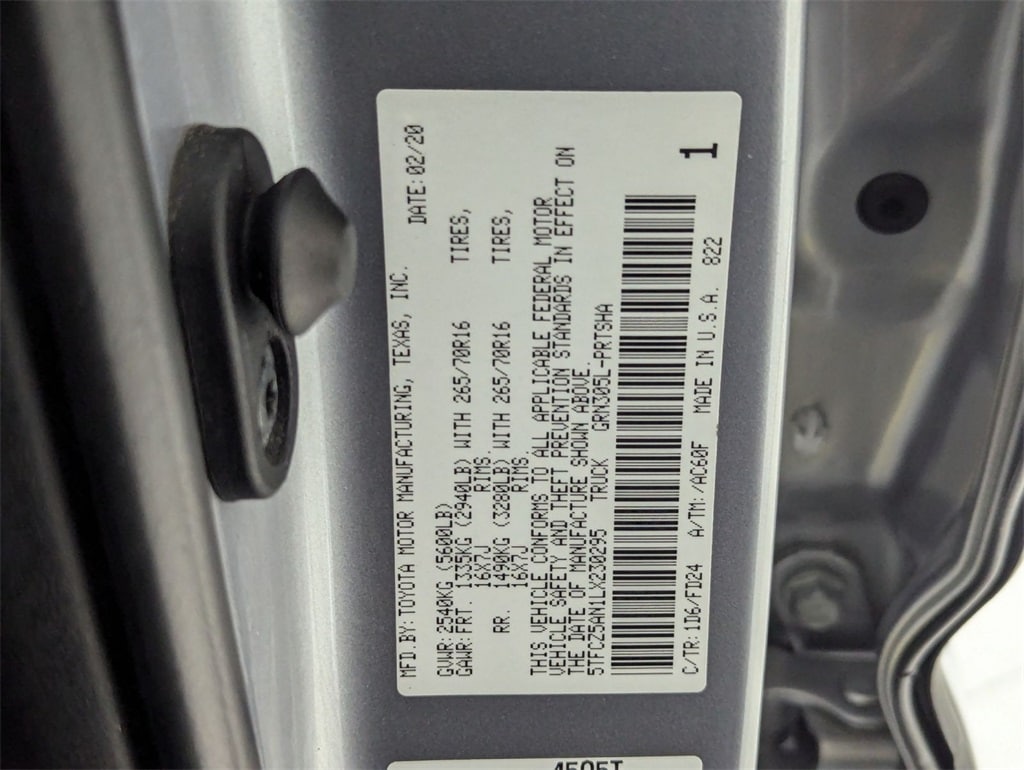 MFD.BY:TOYOTA MOTOR MANUFACTURING, TEXAS, INC.
GVWR:2540KG (5600LB) DATE:02/20
GAWR:FRT. 1335KG (2940LB) WITH 265/70R16 TIRES,
16X7J RIMS.
RR. 1490KG (3280LB) WITH 265/70R16 TIRES,
16X7J RIMS.
THIS VEHICLE CONFORMS TO ALL APPLICABLE FEDERAL MOTOR
VEHICLE SAFETY AND THEFT PREVENTION STANDARDS IN EFFECT ON
THE DATE OF MANUFACTURE SHOWN ABOVE.
5TFCZ5AN1LX230295 TRUCK GRN305L-PRTSHA
C/TR:1D6/FD24 A/TM:/AC60F MADE IN U.S.A. 822
1